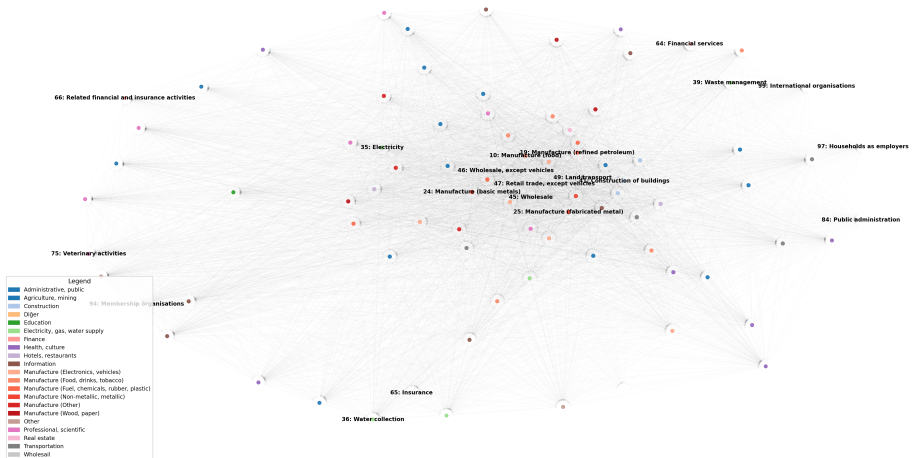 64: Financial services
39: Waste management
99: International organisations
66: Related financial and insurance activities
35: Electricity
97: Households as employers
19: Manufacture (refined petroleum)
10: Manufacture (food)
46: Wholesale, except vehicles
49: Land transport
Construction of buildings
47: Retail trade, except vehicles
24: Manufacture (basic metals)
45: Wholesale
25: Manufacture (fabricated metal)
84: Public administration
75: Veterinary activities
94: Membership organisations
65: Insurance
36: Water collection
Legend
Administrative, public
Agriculture, mining
Construction
Diğer
Education
Electricity, gas, water supply
Finance
Health, culture
Hotels, restaurants
Information
Manufacture (Electronics, vehicles)
Manufacture (Food, drinks, tobacco)
Manufacture (Fuel, chemicals, rubber, plastic)
Manufacture (Non-metallic, metallic)
Manufacture (Other)
Manufacture (Wood, paper)
Other
Professional, scientific
Real estate
Transportation
Wholesail